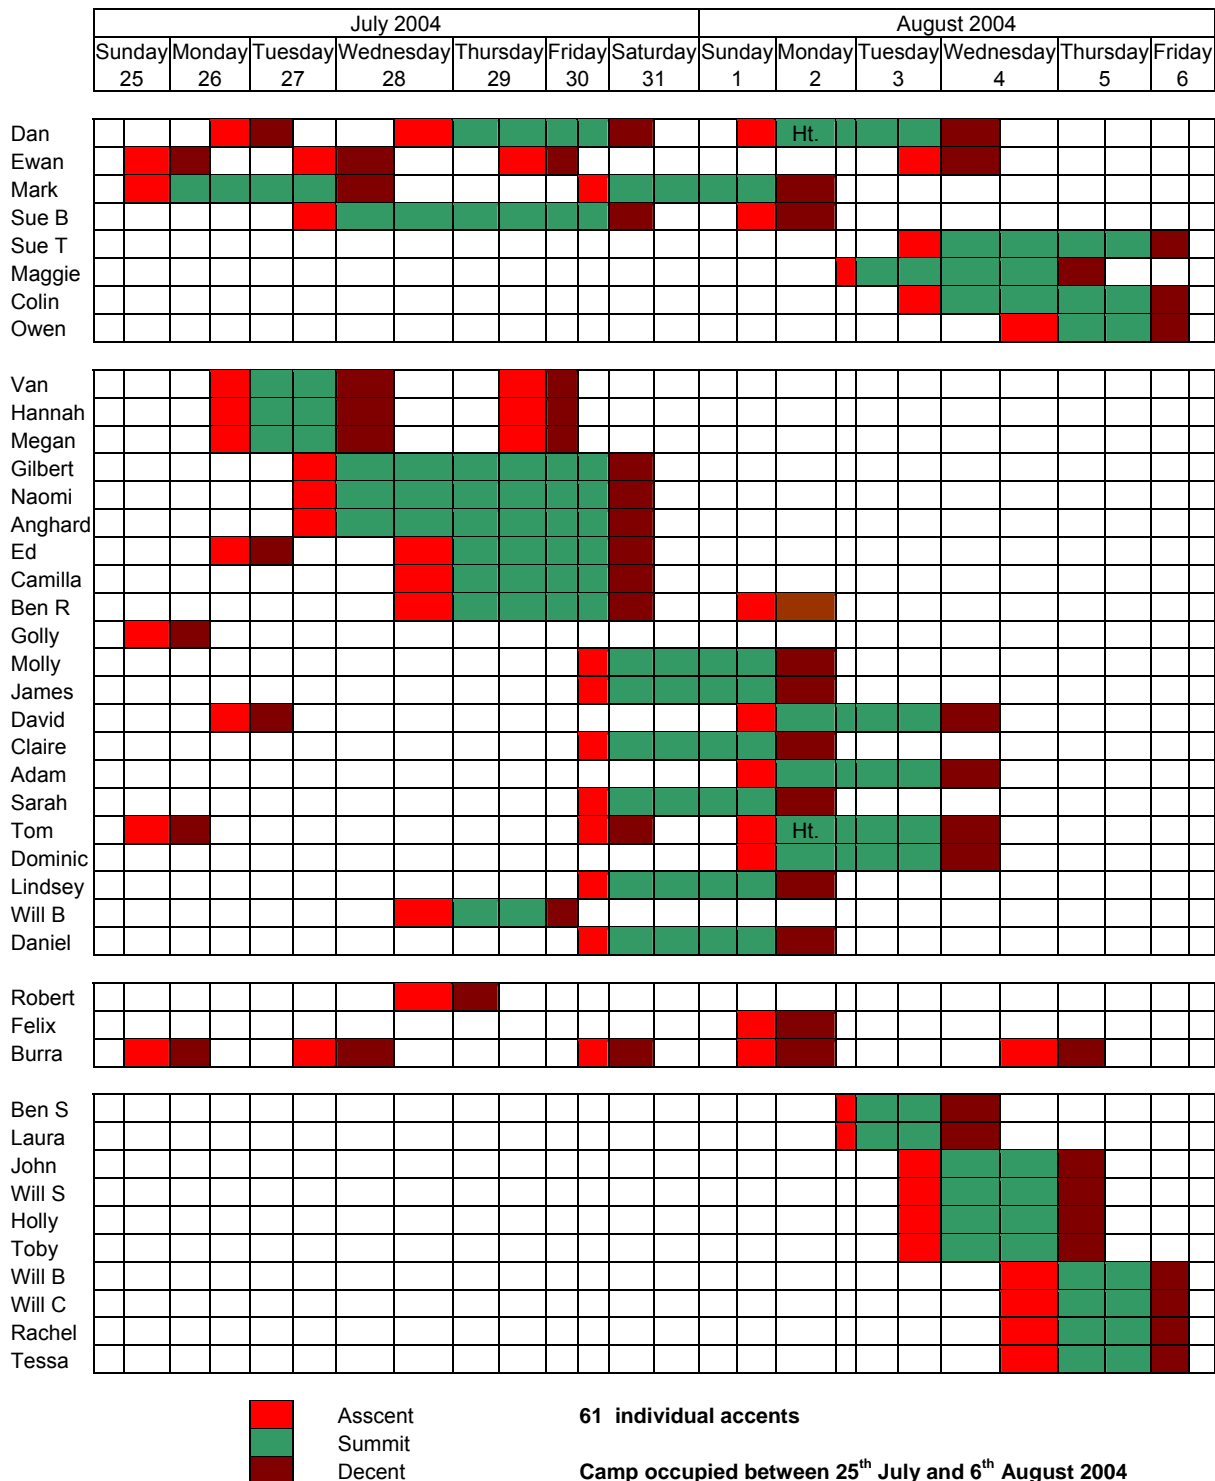 July 2004 August 2004
Sunday Monday Tuesday Wednesday Thursday Friday Saturday Sunday Monday Tuesday Wednesday Thursday Friday
25 26 27 28 29 30 31 1 2 3 4 5 6
Dan Ht.
Ewan
Mark
Sue B
Sue T
Maggie
Colin
Owen
Van
Hannah
Megan
Gilbert
Naomi
Anghard
Ed
Camilla
Ben R
Golly
Molly
James
David
Claire
Adam
Sarah
Tom Ht.
Dominic
Lindsey
Will B
Daniel
Robert
Felix
Burra
Ben S
Laura
John
Will S
Holly
Toby
Will B
Will C
Rachel
Tessa
Asscent 61 individual accents
Summit
Decent Camp occupied between 25th July and 6th August 2004